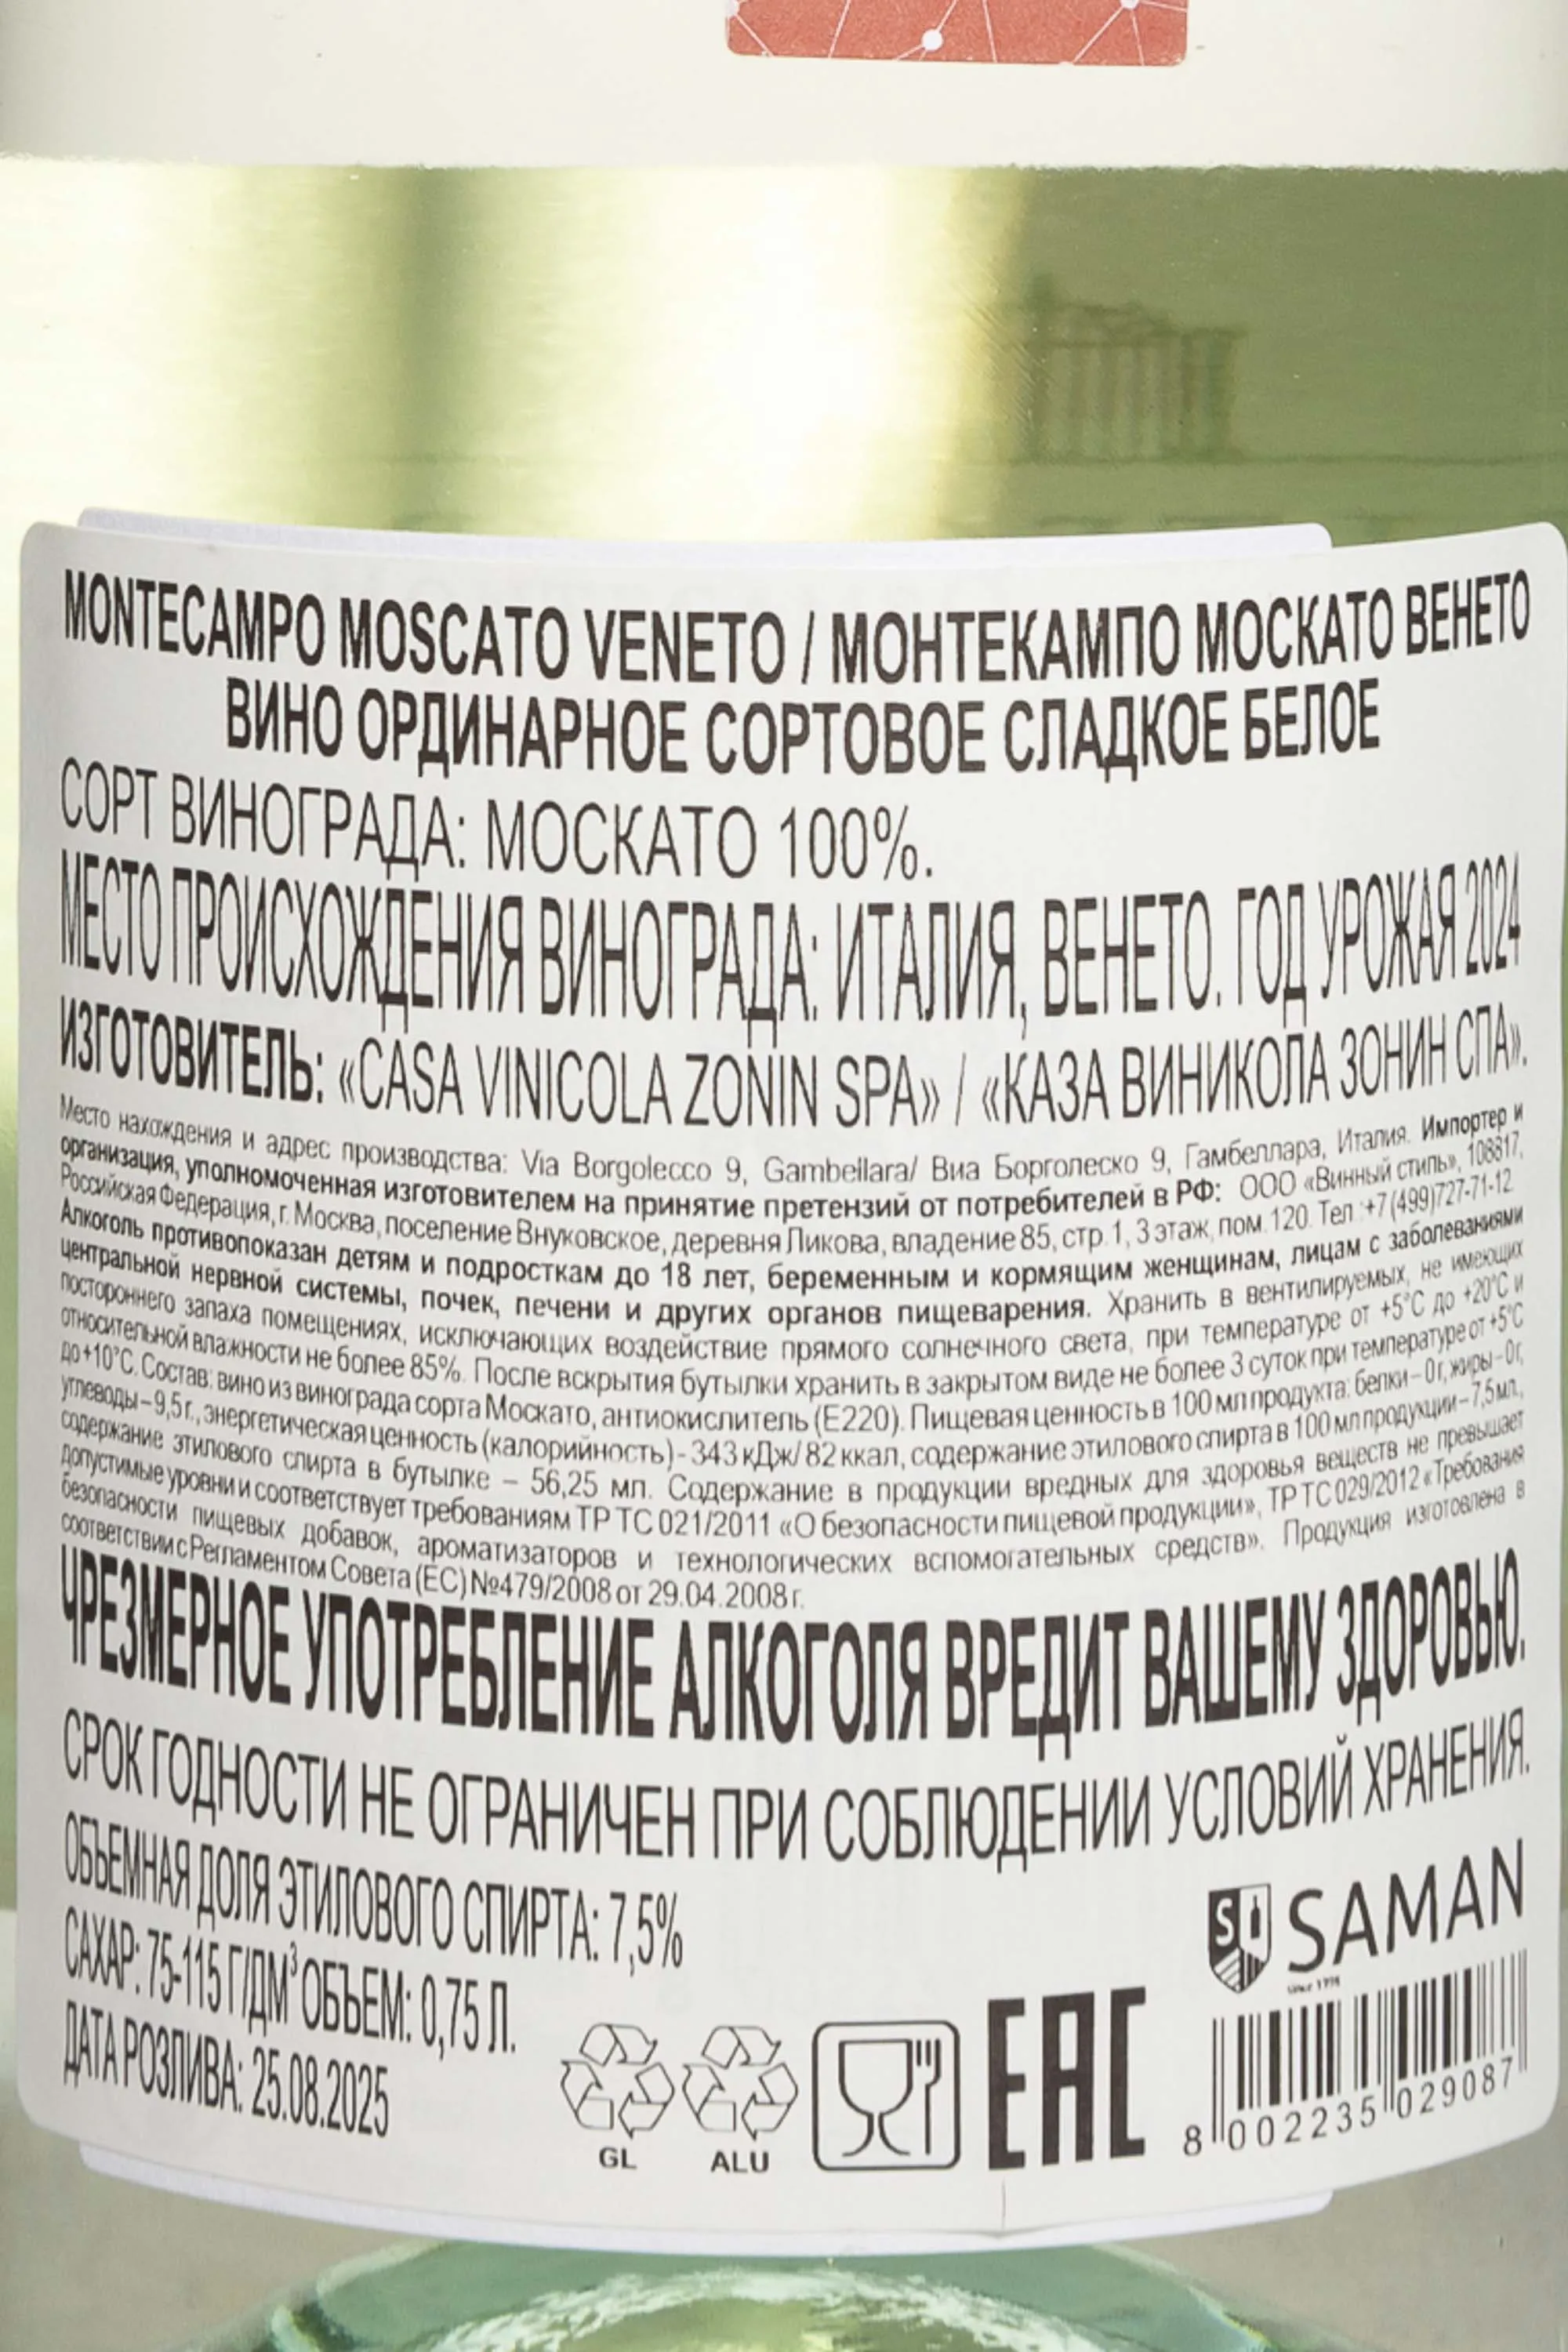 MONTECAMPO MOSCATO VENETO / МОНТЕКАМПО МОСКАТО ВЕНЕТО
ВИНО ОРДИНАРНОЕ СОРТОВОЕ СЛАДКОЕ БЕЛОЕ
СОРТ ВИНОГРАДА: МОСКАТО 100%.
МЕСТО ПРОИСХОЖДЕНИЯ ВИНОГРАДА: ИТАЛИЯ, ВЕНЕТО. ГОД УРОЖАЯ 2024
ИЗГОТОВИТЕЛЬ: «CASA VINICOLA ZONIN SPA» / «КАЗА ВИНИКОЛА ЗОНИН СПА».
Место нахождения и адрес производства: Via Borgolecco 9, Gambellara/ Виа Борголеско 9, Гамбеллара, Италия. Импортер и
организация, уполномоченная изготовителем на принятие претензий от потребителей в РФ: ООО «Винный стиль», 108817,
Российская Федерация, г. Москва, поселение Внуковское, деревня Ликова, владение 85, стр. 1, 3 этаж, пом. 120. Тел.:+7(499)727-71-12
Алкоголь противопоказан детям и подросткам до 18 лет, беременным и кормящим женщинам, лицам с заболеваниями
центральной нервной системы, почек, печени и других органов пищеварения. Хранить в вентилируемых, не имеющих
постороннего запаха помещениях, исключающих воздействие прямого солнечного света, при температуре от +5°С до +20°С и
относительной влажности не более 85%. После вскрытия бутылки хранить в закрытом виде не более 3 суток при температуре от +5°С
до +10°С. Состав: вино из винограда сорта Москато, антиокислитель (Е220). Пищевая ценность в 100 мл продукта: белки – 0 г, жиры – 0 г,
углеводы – 9,5 г., энергетическая ценность (калорийность) - 343 кДж/ 82 ккал, содержание этилового спирта в 100 мл продукции – 7,5 мл.,
содержание этилового спирта в бутылке – 56,25 мл. Содержание в продукции вредных для здоровья веществ не превышает
допустимые уровни и соответствует требованиям ТР ТС 021/2011 «О безопасности пищевой продукции», ТР ТС 029/2012 «Требования
безопасности пищевых добавок, ароматизаторов и технологических вспомогательных средств». Продукция изготовлена в
соответствии с Регламентом Совета (ЕС) №479/2008 от 29.04.2008 г.
ЧРЕЗМЕРНОЕ УПОТРЕБЛЕНИЕ АЛКОГОЛЯ ВРЕДИТ ВАШЕМУ ЗДОРОВЬЮ.
СРОК ГОДНОСТИ НЕ ОГРАНИЧЕН ПРИ СОБЛЮДЕНИИ УСЛОВИЙ ХРАНЕНИЯ.
ОБЪЕМНАЯ ДОЛЯ ЭТИЛОВОГО СПИРТА: 7,5%
САХАР: 75-115 Г/ДМ³ ОБЪЕМ: 0,75 Л.
ДАТА РОЗЛИВА: 25.08.2025
GL
ALU
EAC
SAMAN
8 002235 029087